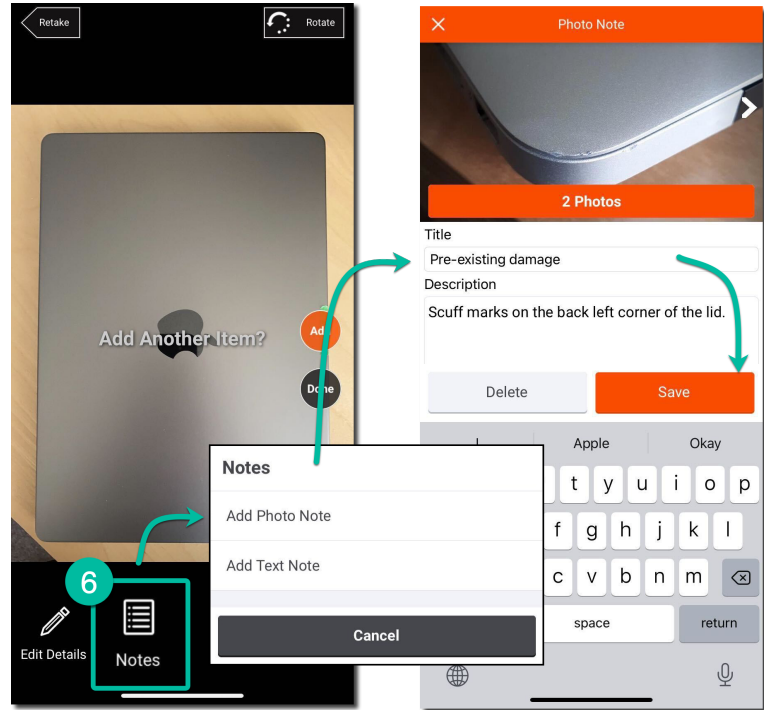 Retake
Rotate
Add Another Item?
Add
Done
6
Edit Details
Notes
Notes
Add Photo Note
Add Text Note
Cancel
Photo Note
2 Photos
Title
Pre-existing damage
Description
Scuff marks on the back left corner of the lid.
Delete
Save
I Apple Okay
t y u i o p
f g h j k l
c v b n m
space return